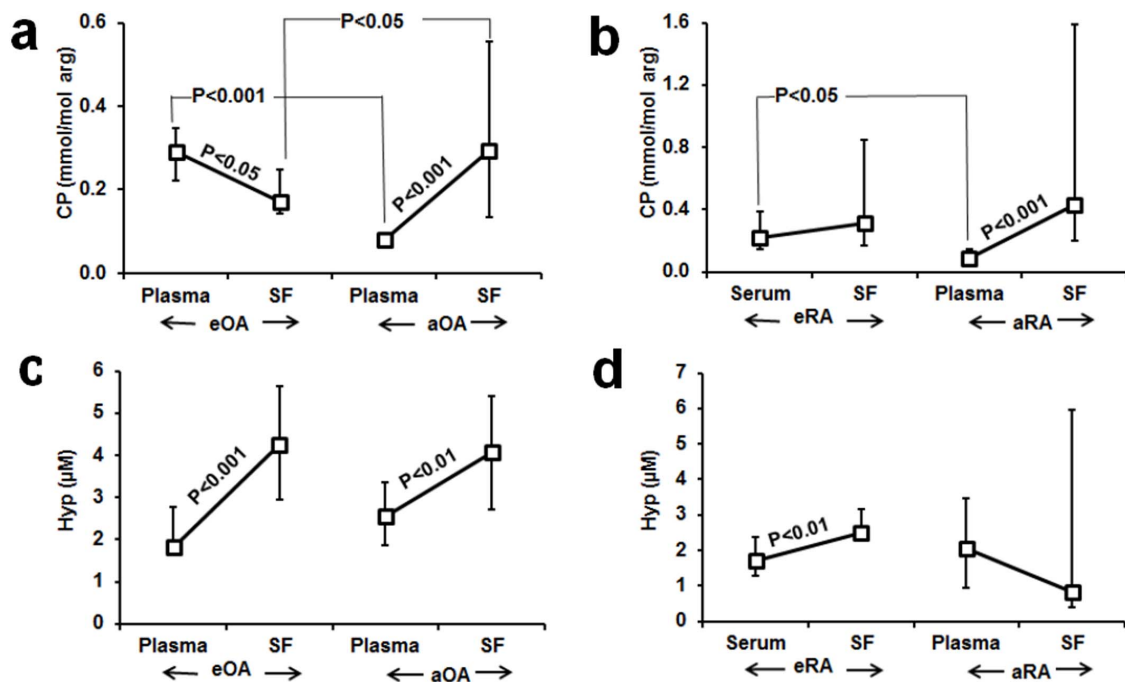 a
CP (mmol/mmol arg)
0.6
0.4
0.2
0.0
P<0.05
P<0.001
P<0.05
P<0.001
Plasma SF Plasma SF
eOA aOA
b
CP (mmol/mmol arg)
1.6
1.2
0.8
0.4
0.0
P<0.05
P<0.001
Serum SF Plasma SF
eRA aRA
c
Hyp (µM)
6
5
4
3
2
1
0
P<0.001
P<0.01
Plasma SF Plasma SF
eOA aOA
d
Hyp (µM)
7
6
5
4
3
2
1
0
P<0.01
Serum SF Plasma SF
eRA aRA